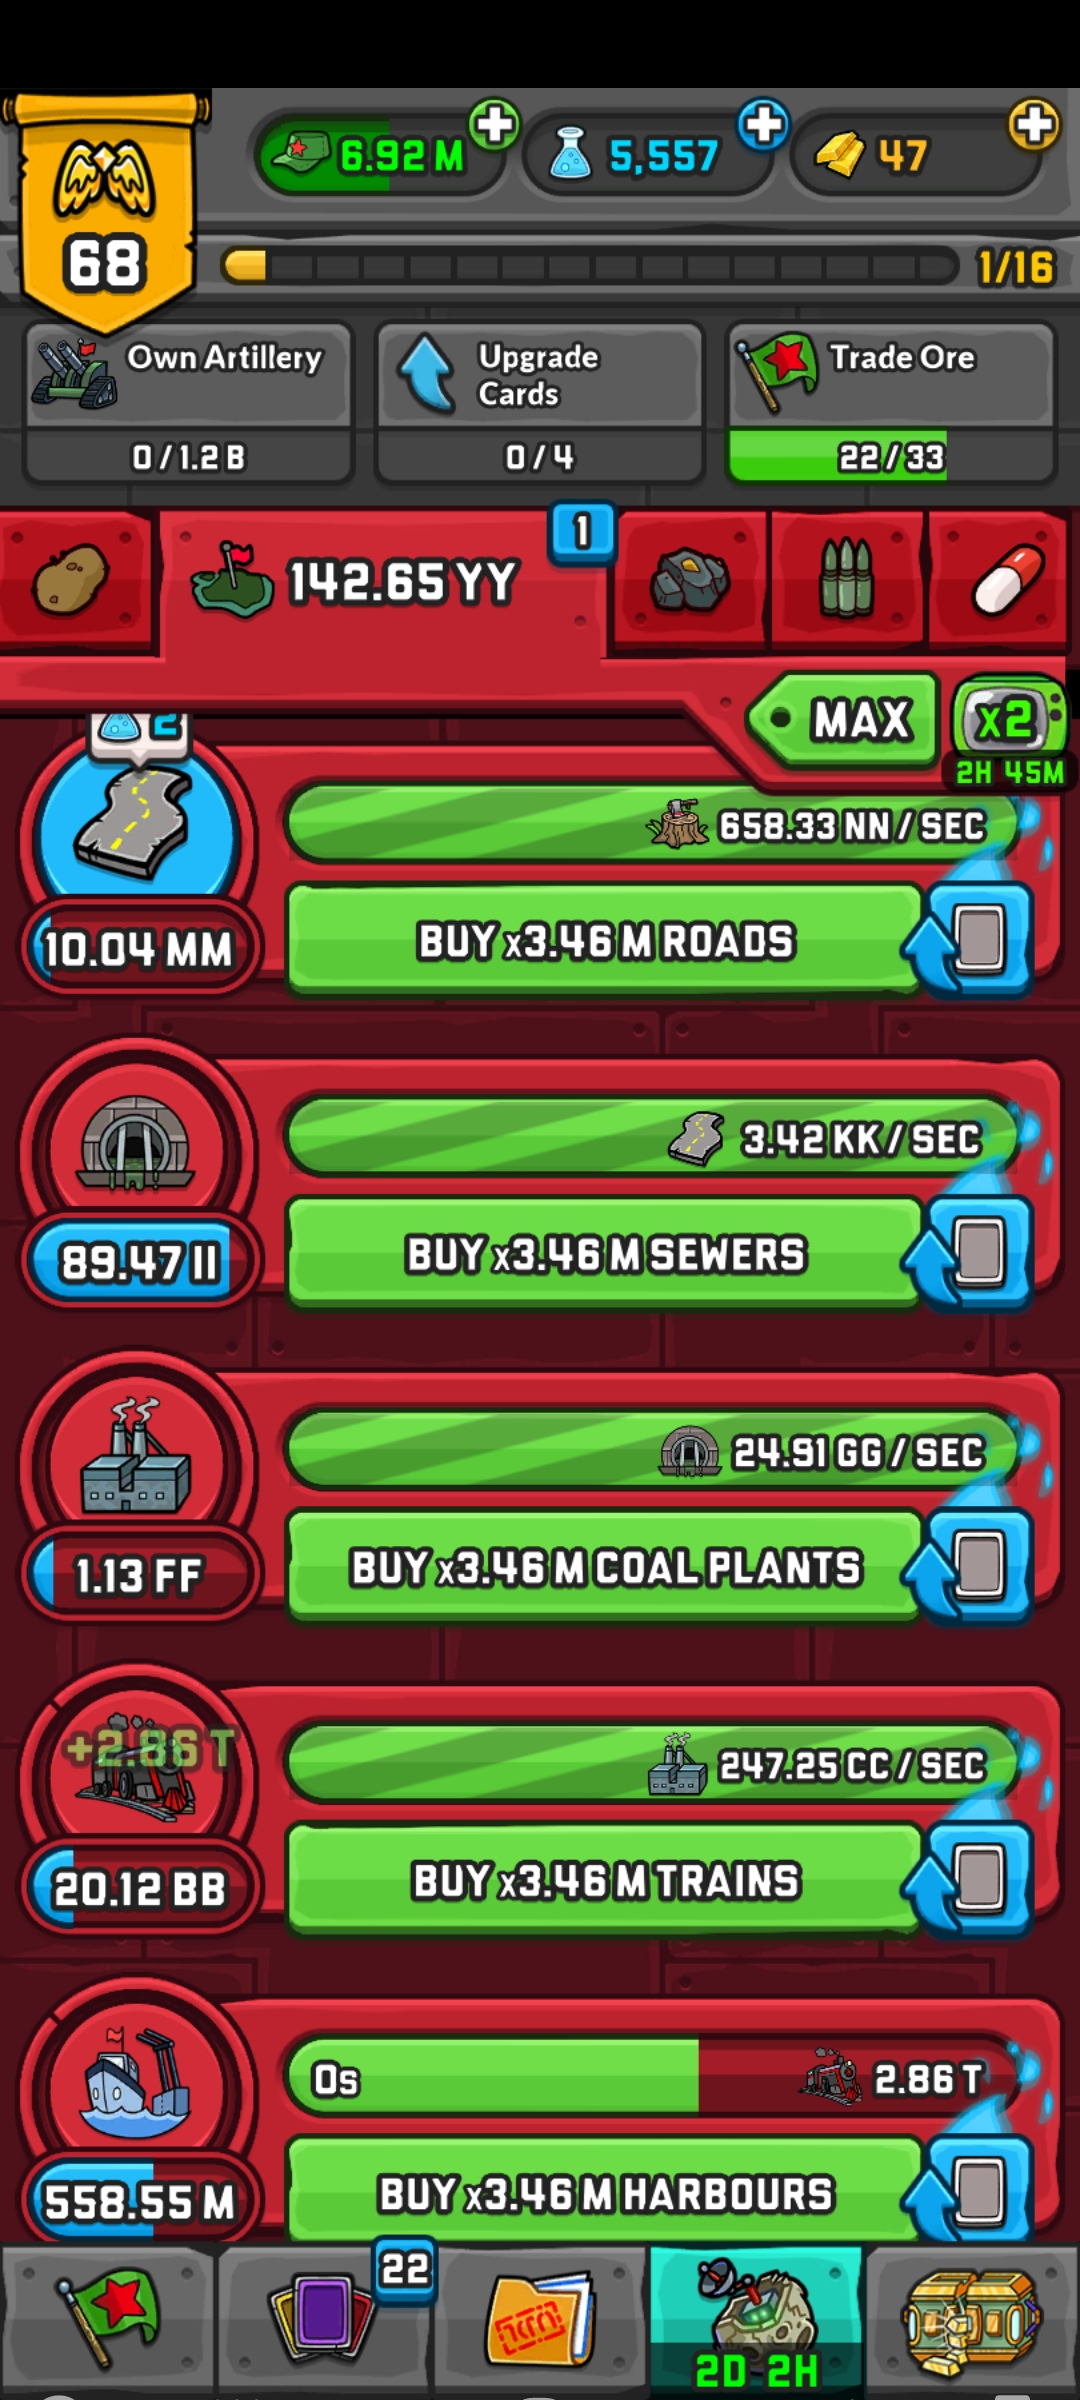 6.92 M
5,557
47
68
1/16
Own Artillery
0 / 1.2 B
Upgrade
Cards
0 / 4
Trade Ore
22 / 33
142.65 YY
1
MAX
x2
2H 45M
2
658.33 NN / SEC
10.04 MM
BUY x3.46 M ROADS
3.42 KK / SEC
89.47 II
BUY x3.46 M SEWERS
24.91 GG / SEC
1.13 FF
BUY x3.46 M COAL PLANTS
+2.86 T
247.25 CC / SEC
20.12 BB
BUY x3.46 M TRAINS
0s
2.86 T
558.55 M
BUY x3.46 M HARBOURS
22
2D 2H